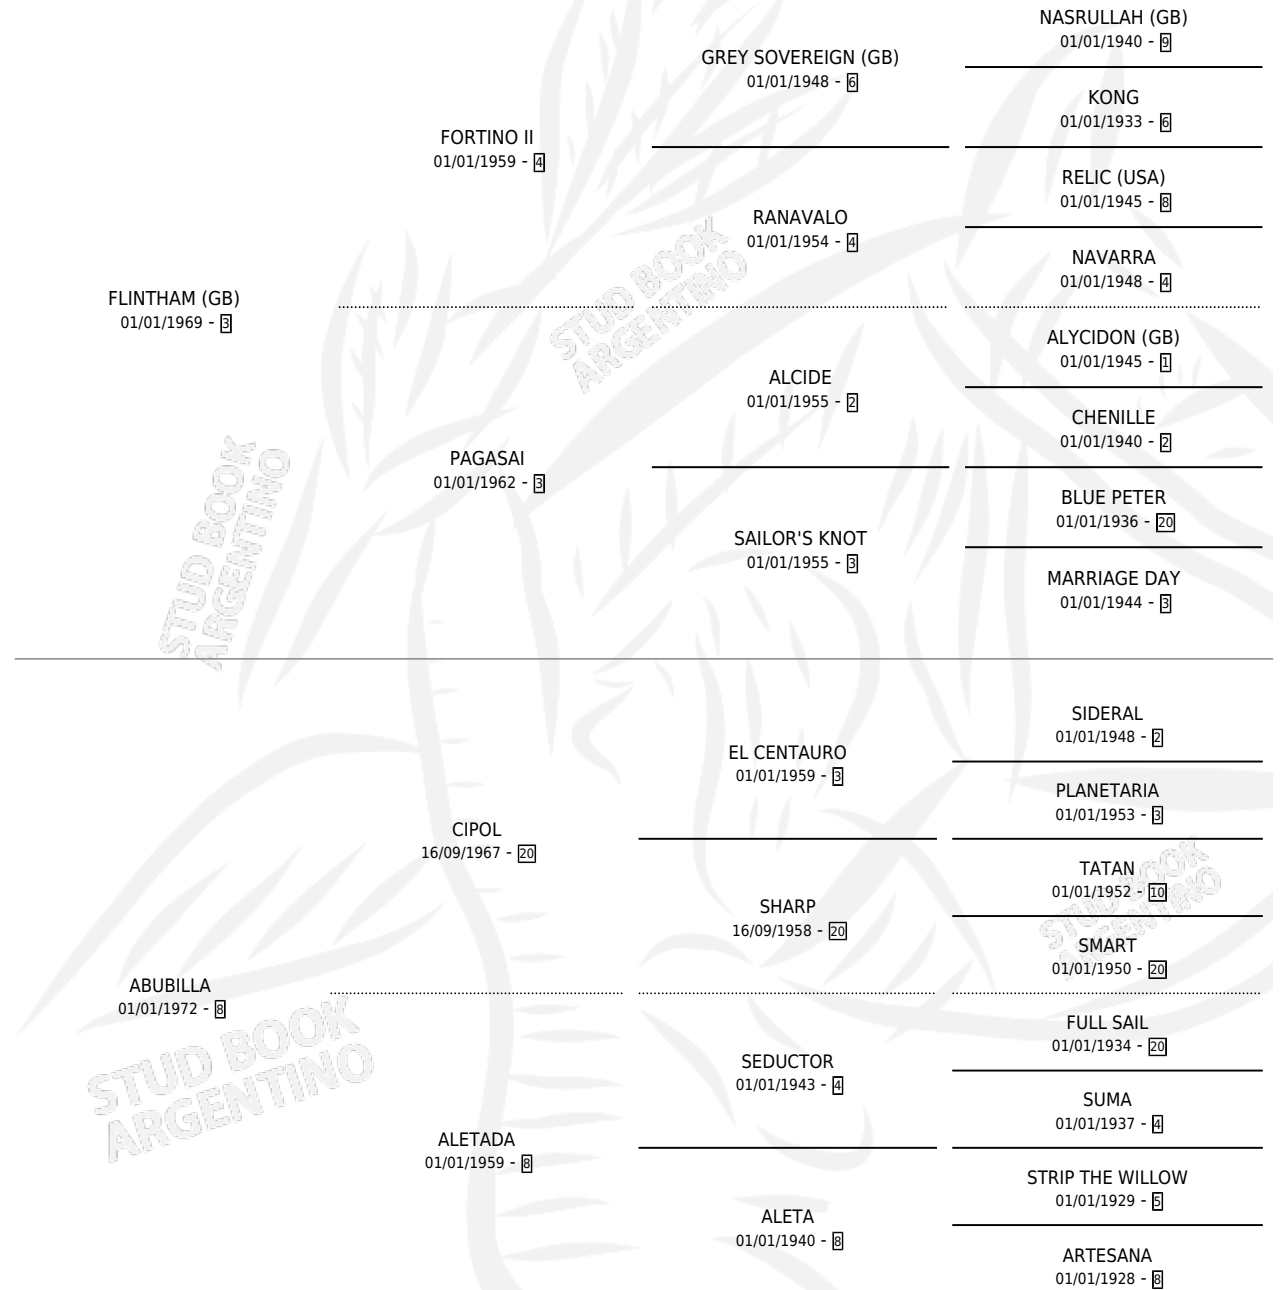 NASRULLAH (GB)
01/01/1940 - 9
GREY SOVEREIGN (GB)
01/01/1948 - 6
KONG
01/01/1933 - 6
FORTINO II
01/01/1959 - 4
RELIC (USA)
01/01/1945 - 8
RANAVALO
01/01/1954 - 4
NAVARRA
01/01/1948 - 4
FLINTHAM (GB)
01/01/1969 - 3
ALYCIDON (GB)
01/01/1945 - 1
ALCIDE
01/01/1955 - 2
CHENILLE
01/01/1940 - 2
PAGASAI
01/01/1962 - 3
BLUE PETER
01/01/1936 - 20
SAILOR'S KNOT
01/01/1955 - 3
MARRIAGE DAY
01/01/1944 - 3
STUD BOOK
ARGENTINO
STUD BOOK
ARGENTINO
SIDERAL
01/01/1948 - 2
EL CENTAURO
01/01/1959 - 3
PLANETARIA
01/01/1953 - 3
CIPOL
16/09/1967 - 20
TATAN
01/01/1952 - 10
SHARP
16/09/1958 - 20
SMART
01/01/1950 - 20
STUD BOOK
ARGENTINO
ABUBILLA
01/01/1972 - 8
FULL SAIL
01/01/1934 - 20
SEDUCTOR
01/01/1943 - 4
SUMA
01/01/1937 - 4
STUD BOOK
ARGENTINO
ALETADA
01/01/1959 - 8
STRIP THE WILLOW
01/01/1929 - 5
ALETA
01/01/1940 - 8
ARTESANA
01/01/1928 - 8